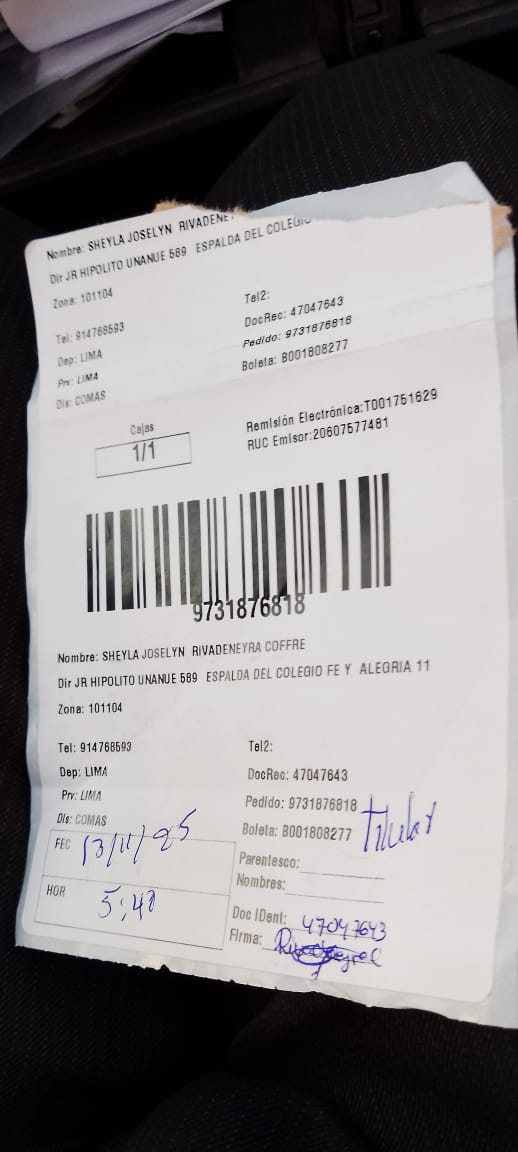 Nombre: SHEYLA JOSELYN RIVADENE
Dir JR HIPOLITO UNANUE 589 ESPALDA DEL COLEGIO
Zona: 101104
Tel2:
Tel: 914768593
DocRec: 47047643
Dep: LIMA
Pedido: 9731876818
Prv: LIMA
Boleta: B001808277
Dis: COMAS
Cajas
1/1
Remisión Electrónica:T001751629
RUC Emisor:20607577481
9731876818
Nombre: SHEYLA JOSELYN RIVADENEYRA COFFRE
Dir JR HIPOLITO UNANUE 589 ESPALDA DEL COLEGIO FE Y ALEGRIA 11
Zona: 101104
Tel: 914768593
Tel2:
Dep: LIMA
DocRec: 47047643
Prv: LIMA
Pedido: 9731876818
Dis: COMAS
Boleta: B001808277
titular
FEC 13/11/25
Parentesco:
Nombres:
HOR 5:48
Doc IDent: 47047643
Firma: